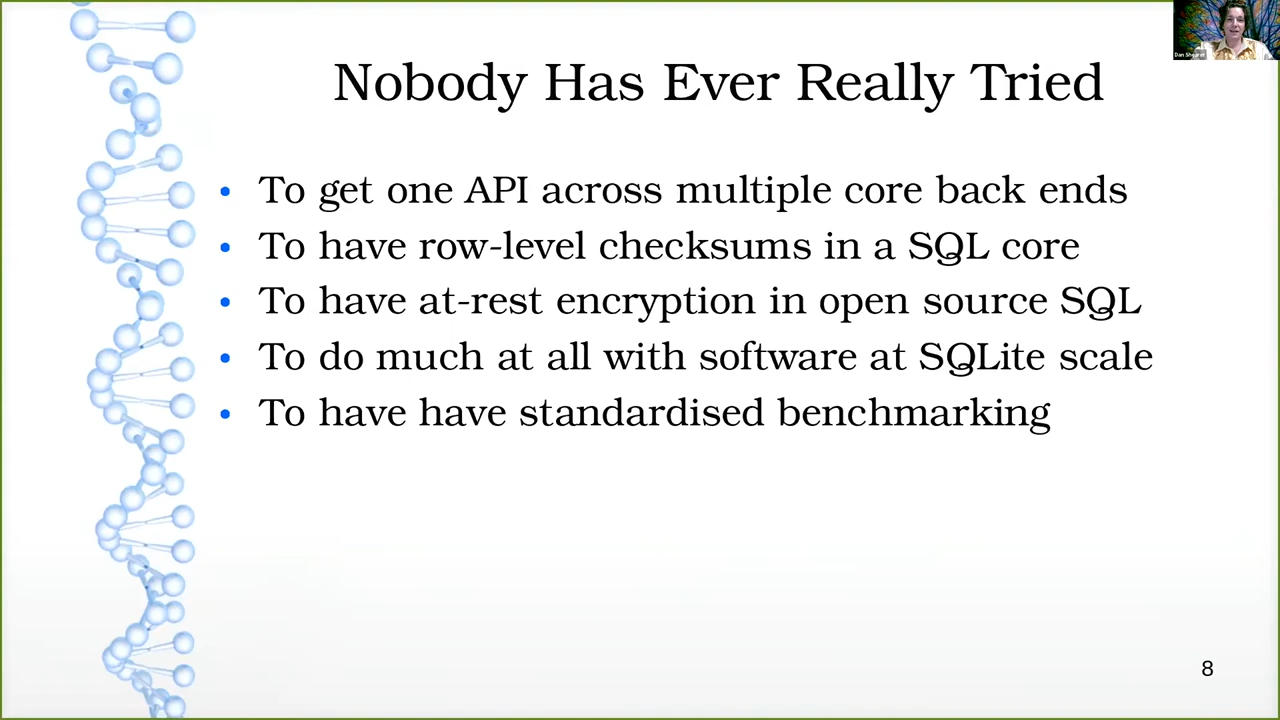 Nobody Has Ever Really Tried
• To get one API across multiple core back ends
• To have row-level checksums in a SQL core
• To have at-rest encryption in open source SQL
• To do much at all with software at SQLite scale
• To have have standardised benchmarking
8
Dan Shearer